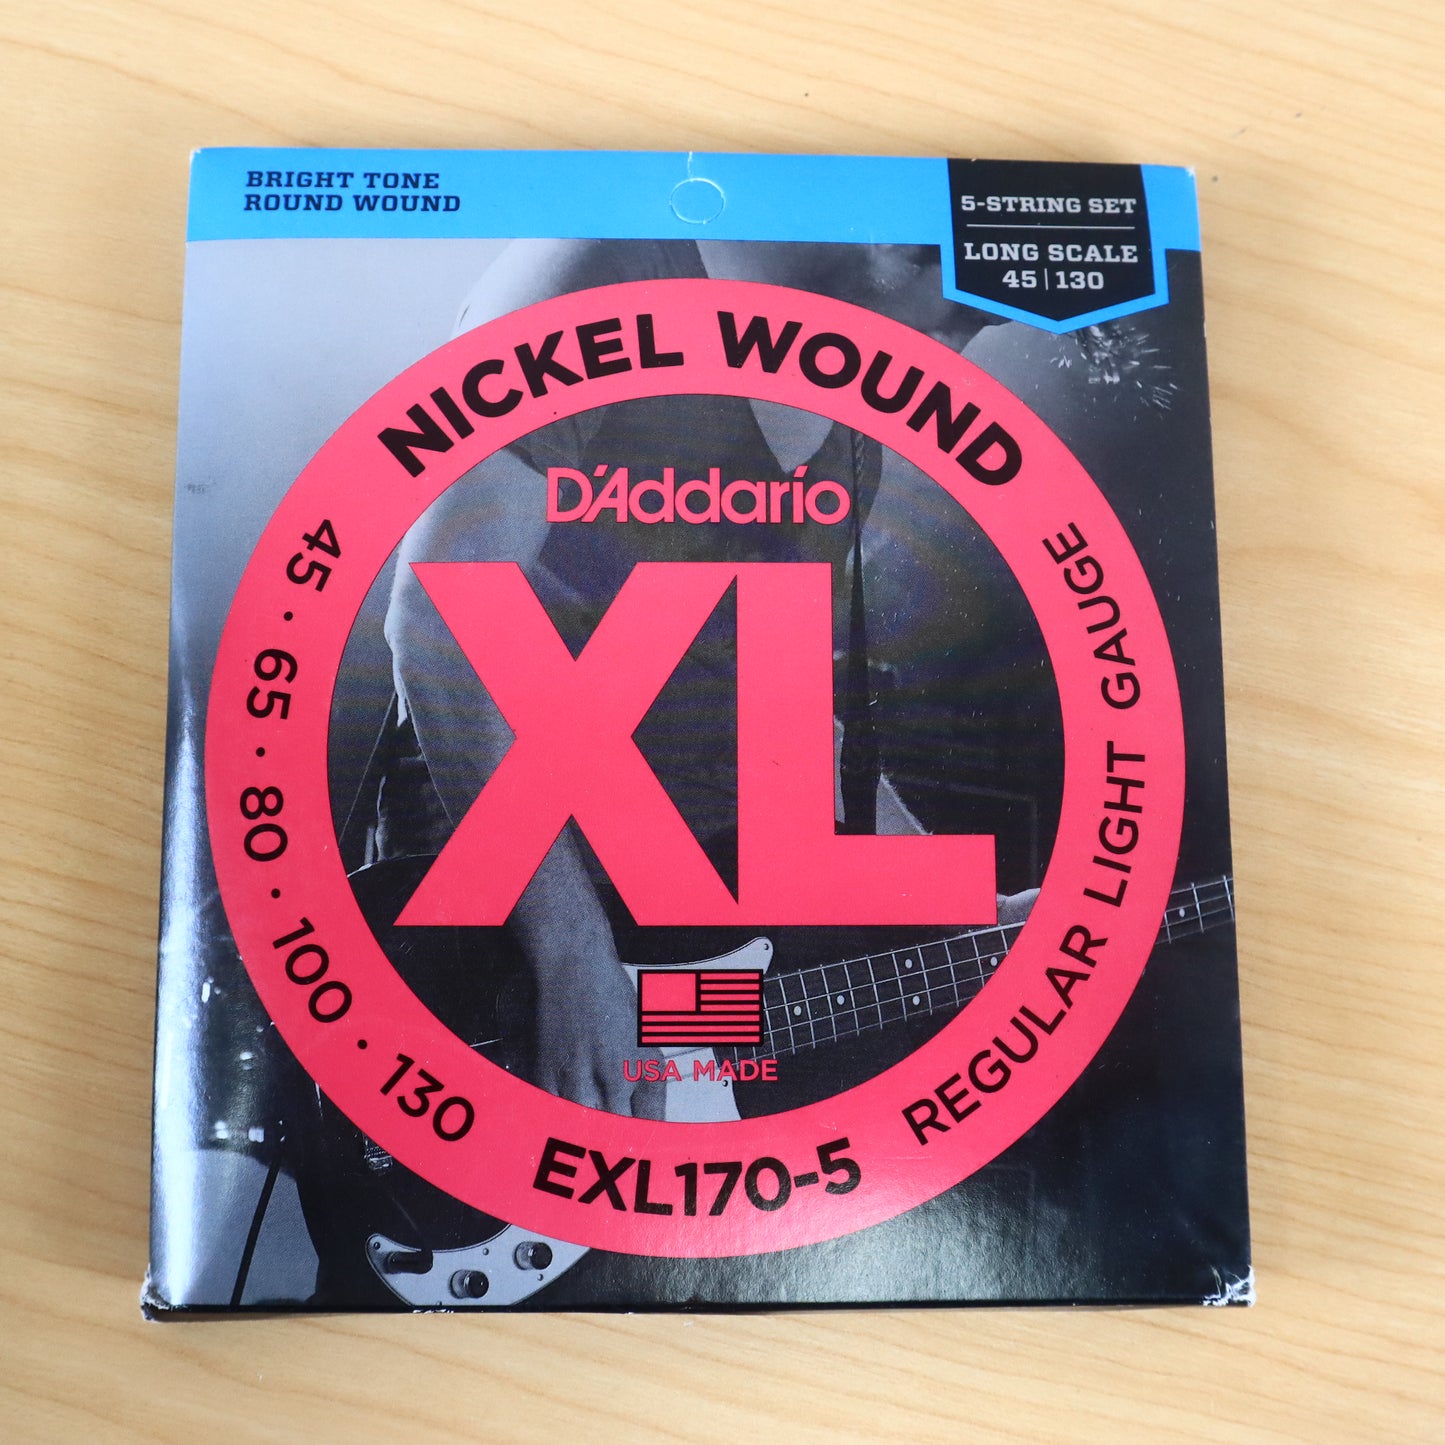 BRIGHT TONE
ROUND WOUND
5-STRING SET
LONG SCALE
45|130
NICKEL WOUND
D'Addario
XL
45 · 65 · 80 · 100 · 130
REGULAR LIGHT GAUGE
USA MADE
EXL170-5